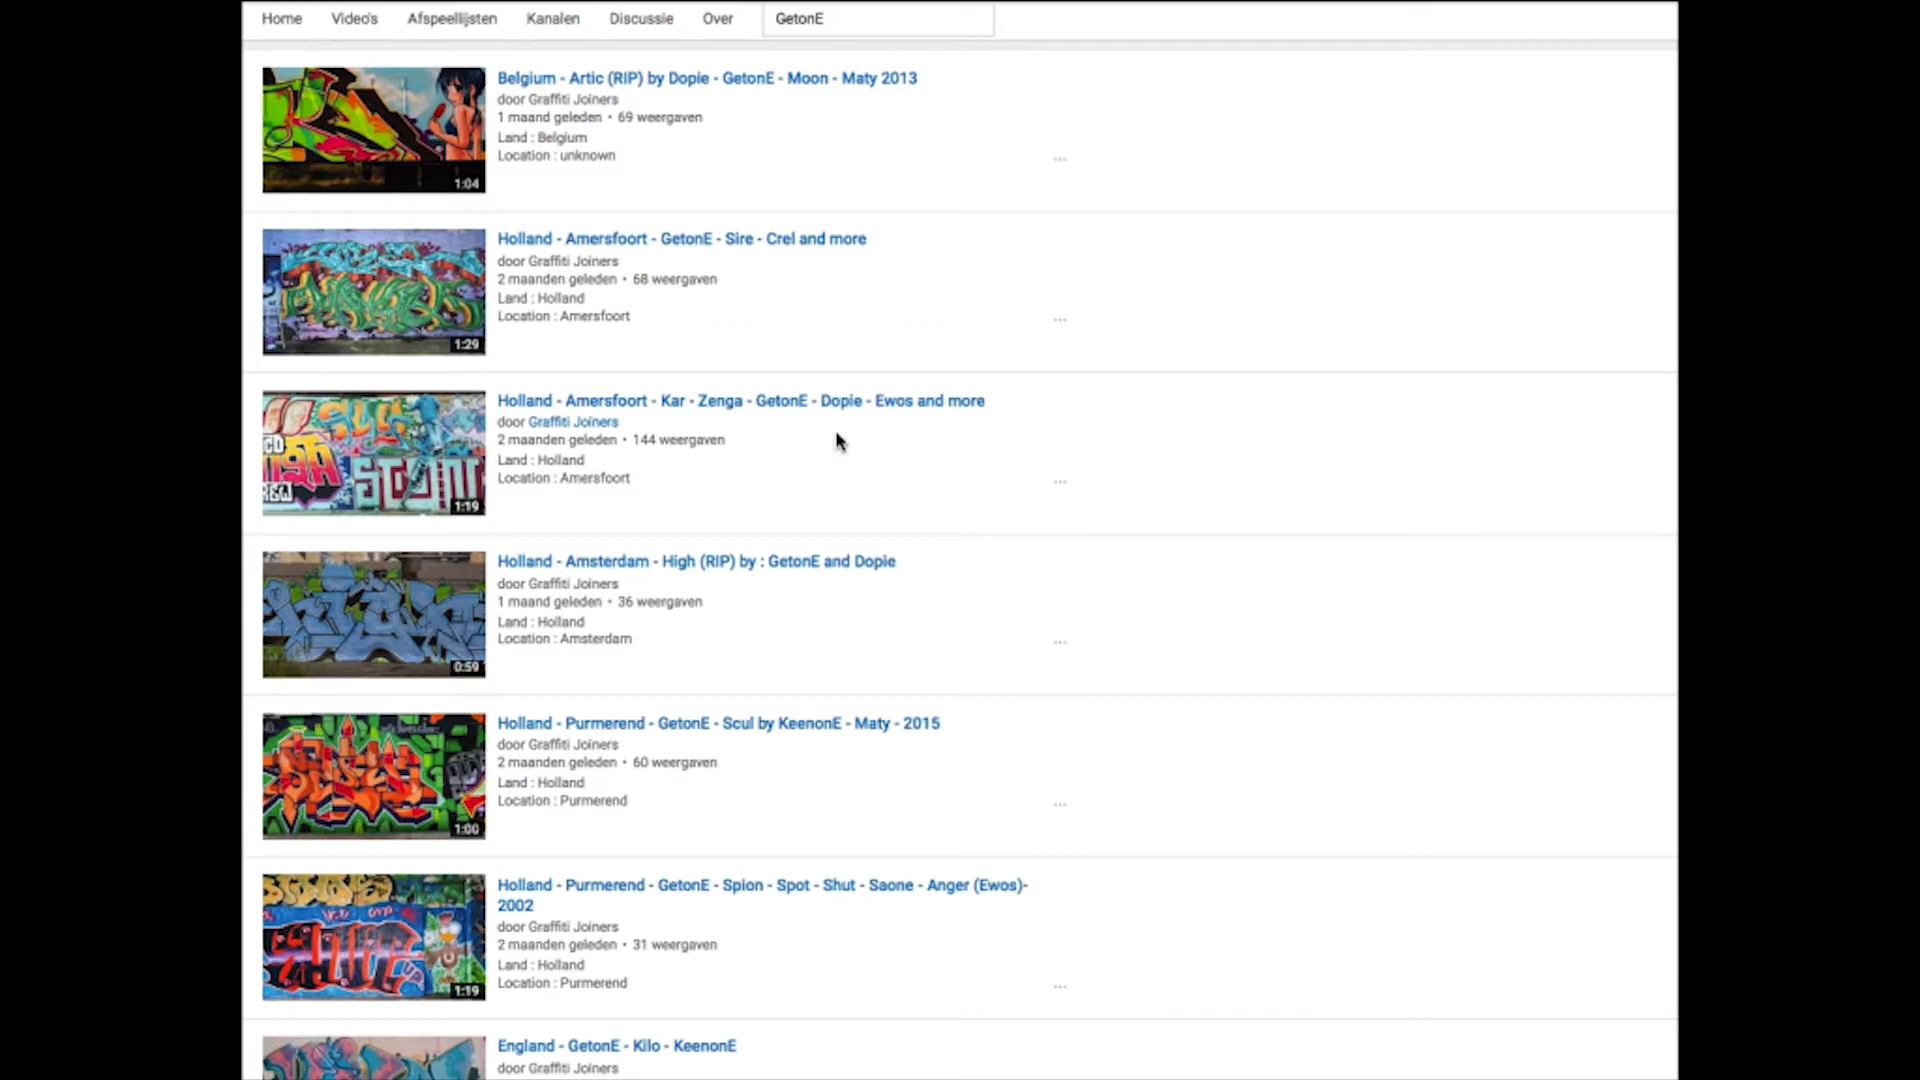 Home Video's Afspeellijsten Kanalen Discussie Over GetonE
Belgium - Artic (RIP) by Dopie - GetonE - Moon - Maty 2013
door Graffiti Joiners
1 maand geleden • 69 weergaven
Land : Belgium
Location : unknown
...
1:04
Holland - Amersfoort - GetonE - Sire - Crel and more
door Graffiti Joiners
2 maanden geleden • 68 weergaven
Land : Holland
Location : Amersfoort
...
1:29
Holland - Amersfoort - Kar - Zenga - GetonE - Dopie - Ewos and more
door Graffiti Joiners
2 maanden geleden • 144 weergaven
Land : Holland
Location : Amersfoort
...
1:19
Holland - Amsterdam - High (RIP) by : GetonE and Dopie
door Graffiti Joiners
1 maand geleden • 36 weergaven
Land : Holland
Location : Amsterdam
...
0:59
Holland - Purmerend - GetonE - Scul by KeenonE - Maty - 2015
door Graffiti Joiners
2 maanden geleden • 60 weergaven
Land : Holland
Location : Purmerend
...
1:00
Holland - Purmerend - GetonE - Spion - Spot - Shut - Saone - Anger (Ewos)-
2002
door Graffiti Joiners
2 maanden geleden • 31 weergaven
Land : Holland
Location : Purmerend
...
1:19
England - GetonE - Kilo - KeenonE
door Graffiti Joiners